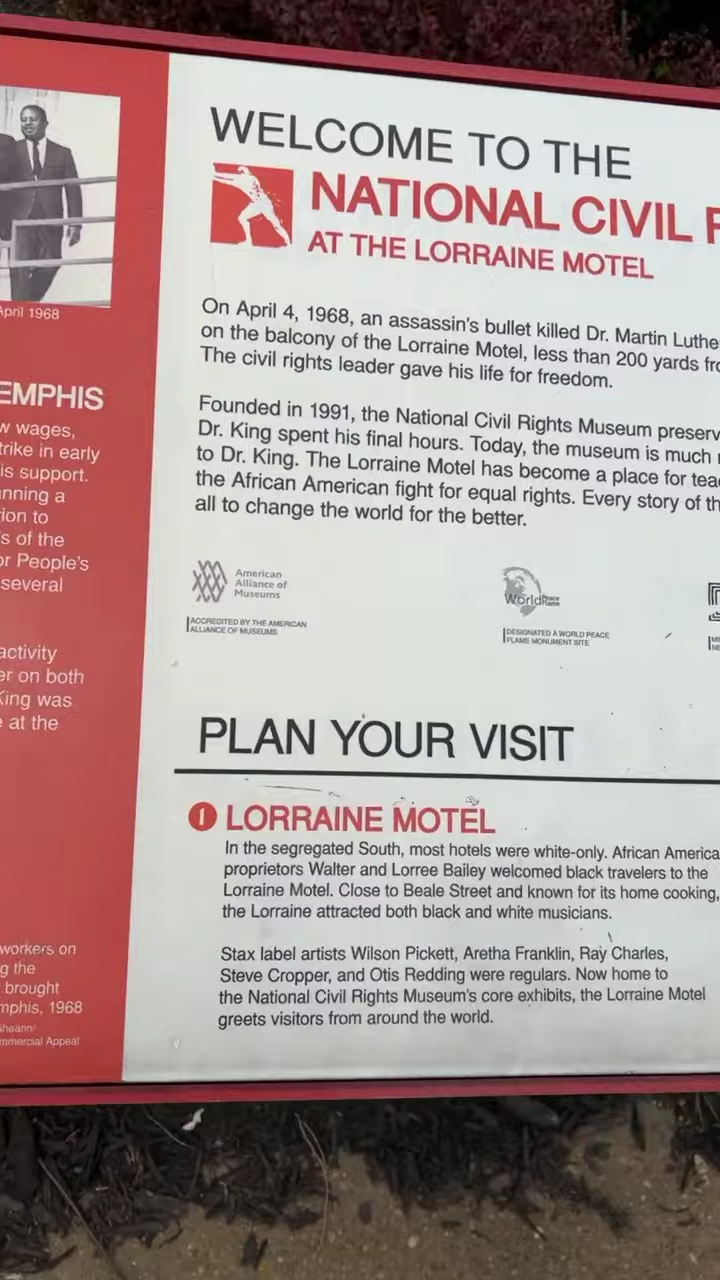 April 1968
EMPHIS
w wages,
trike in early
is support.
nning a
ion to
s of the
or People's
several
activity
er on both
King was
e at the
workers on
g the
brought
mphis, 1968
Sheann/
mmercial Appeal
WELCOME TO THE
NATIONAL CIVIL R
AT THE LORRAINE MOTEL
On April 4, 1968, an assassin's bullet killed Dr. Martin Luthe
on the balcony of the Lorraine Motel, less than 200 yards fro
The civil rights leader gave his life for freedom.
Founded in 1991, the National Civil Rights Museum preserv
Dr. King spent his final hours. Today, the museum is much
to Dr. King. The Lorraine Motel has become a place for tea
the African American fight for equal rights. Every story of th
all to change the world for the better.
American
Alliance of
Museums
ACCREDITED BY THE AMERICAN
ALLIANCE OF MUSEUMS
World Peace
Flame
DESIGNATED A WORLD PEACE
FLAME MONUMENT SITE
PLAN YOUR VISIT
1 LORRAINE MOTEL
In the segregated South, most hotels were white-only. African America
proprietors Walter and Lorree Bailey welcomed black travelers to the
Lorraine Motel. Close to Beale Street and known for its home cooking,
the Lorraine attracted both black and white musicians.
Stax label artists Wilson Pickett, Aretha Franklin, Ray Charles,
Steve Cropper, and Otis Redding were regulars. Now home to
the National Civil Rights Museum's core exhibits, the Lorraine Motel
greets visitors from around the world.